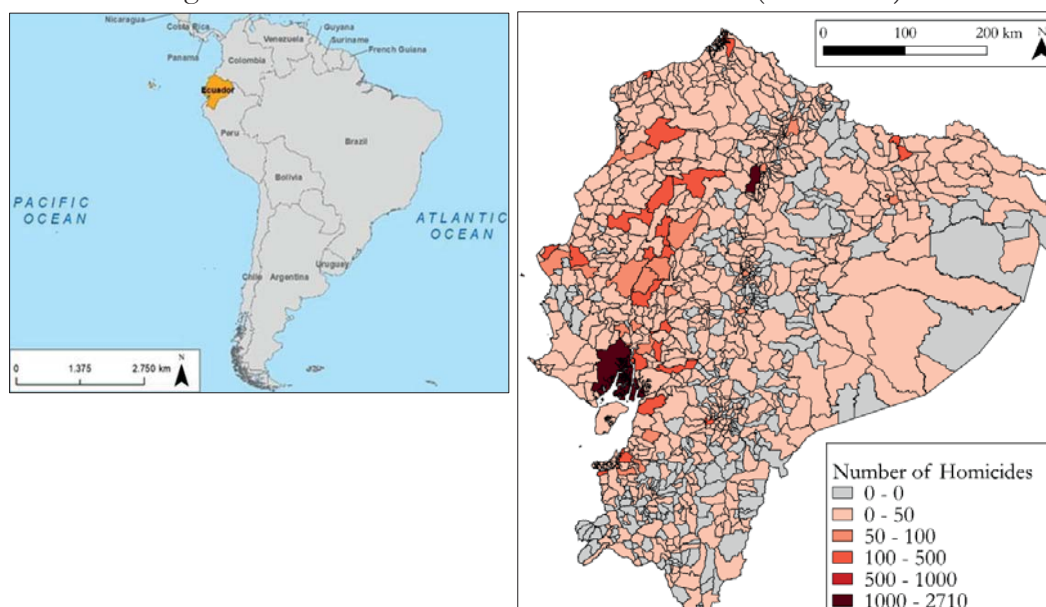 Nicaragua
Costa Rica
Panama
Venezuela
Guyana
Suriname
French Guiana
Colombia
Ecuador
Peru
Brazil
Bolivia
PACIFIC
OCEAN
ATLANTIC
OCEAN
Uruguay
Chile
Argentina
N
0 1.375 2.750 km
0 100 200 km
N
Number of Homicides
0 - 0
0 - 50
50 - 100
100 - 500
500 - 1000
1000 - 2710